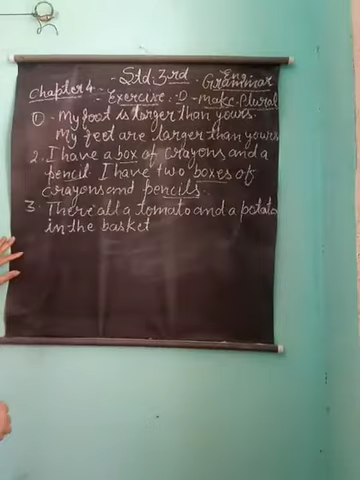 Std:3rd Eng.
Chapter 4 - Grammar
- Exercise:-D - Make Plural
① - My foot is larger than yours.
My feet are larger than yours
2. I have a box of crayons and a
pencil. I have two boxes of
crayons and pencils.
3. There all a tomato and a potato
in the basket